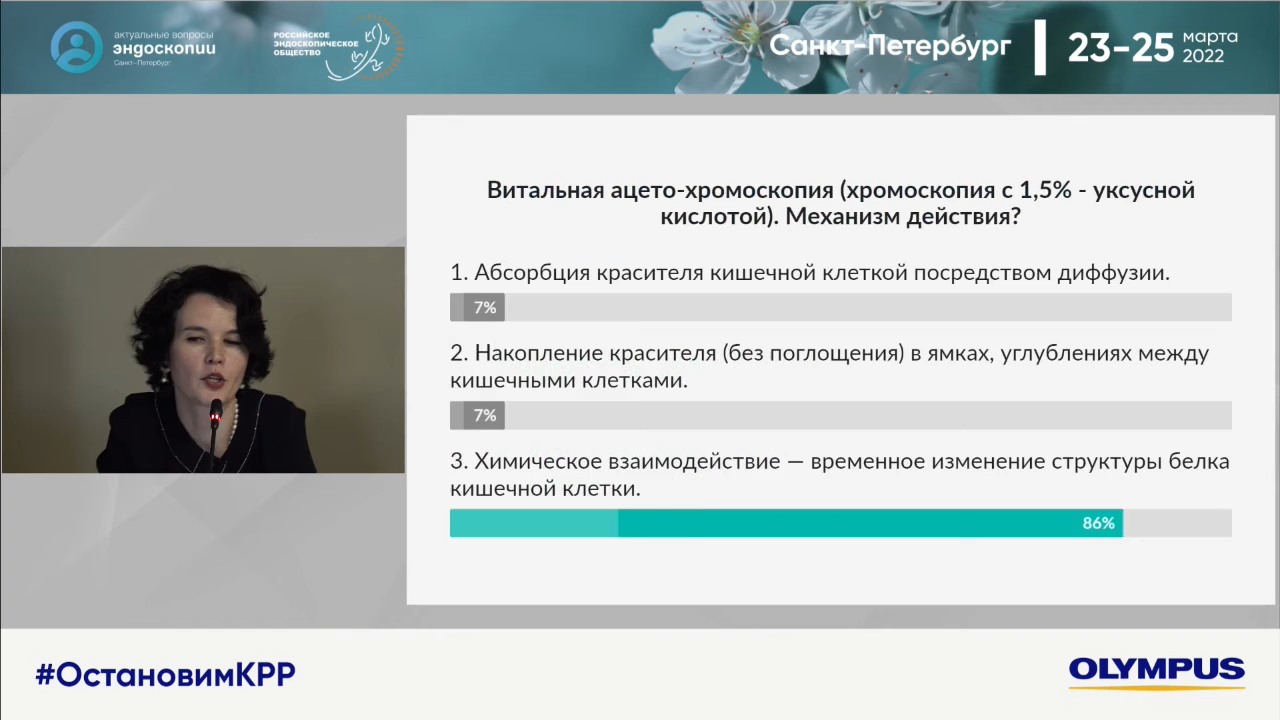 актуальные вопросы
эндоскопии
Санкт–Петербург
РОССИЙСКОЕ
ЭНДОСКОПИЧЕСКОЕ
ОБЩЕСТВО
Санкт–Петербург
23–25
марта
2022
Витальная ацето-хромоскопия (хромоскопия с 1,5% - уксусной
кислотой). Механизм действия?
1. Абсорбция красителя кишечной клеткой посредством диффузии.
7%
2. Накопление красителя (без поглощения) в ямках, углублениях между
кишечными клетками.
7%
3. Химическое взаимодействие — временное изменение структуры белка
кишечной клетки.
86%
#ОстановимКРР
OLYMPUS